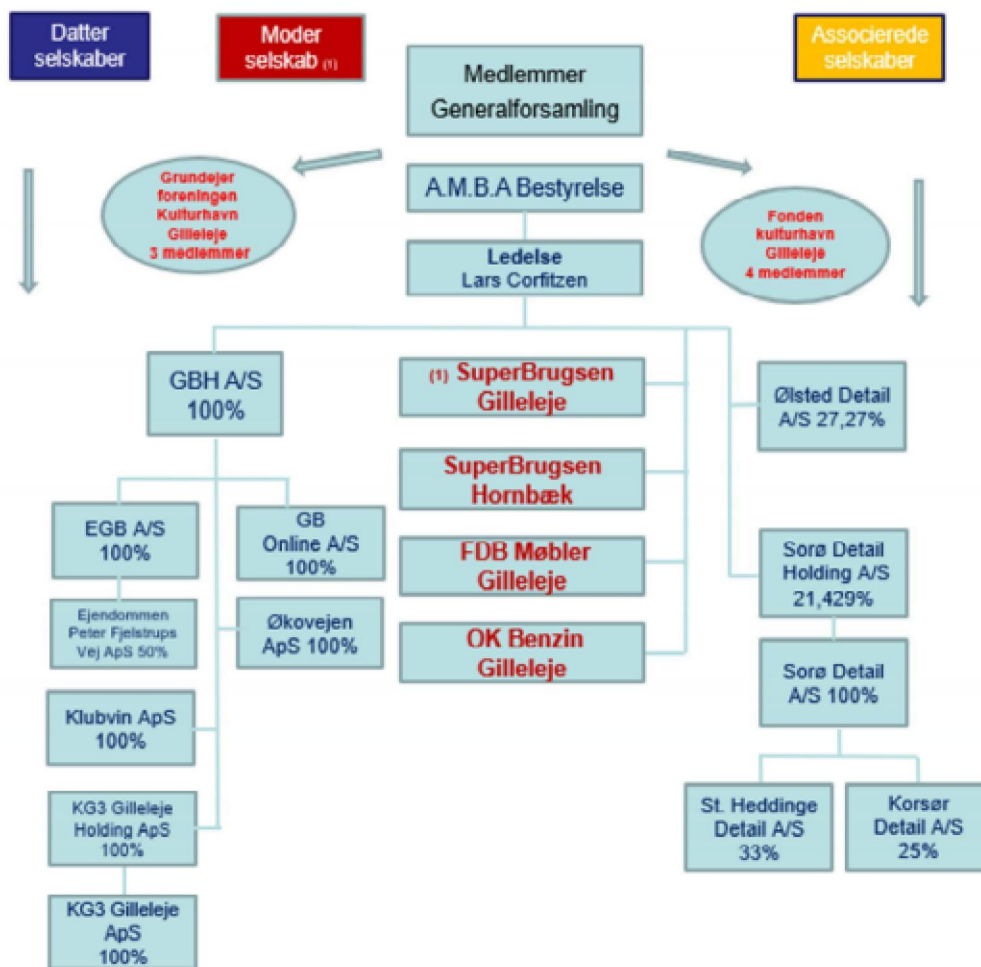 Datter
selskaber
Moder
selskab (1)
Associerede
selskaber
Medlemmer
Generalforsamling
Grundejer
foreningen
Kulturhavn
Gilleleje
3 medlemmer
A.M.B.A Bestyrelse
Fonden
kulturhavn
Gilleleje
4 medlemmer
Ledelse
Lars Corfitzen
GBH A/S
100%
(1) SuperBrugsen
Gilleleje
Ølsted Detail
A/S 27,27%
SuperBrugsen
Hornbæk
EGB A/S
100%
GB
Online A/S
100%
FDB Møbler
Gilleleje
Sorø Detail
Holding A/S
21,429%
Ejendommen
Peter Fjelstrups
Vej ApS 50%
Økovejen
ApS 100%
OK Benzin
Gilleleje
Sorø Detail
A/S 100%
Klubvin ApS
100%
KG3 Gilleleje
Holding ApS
100%
St. Heddinge
Detail A/S
33%
Korsør
Detail A/S
25%
KG3 Gilleleje
ApS
100%